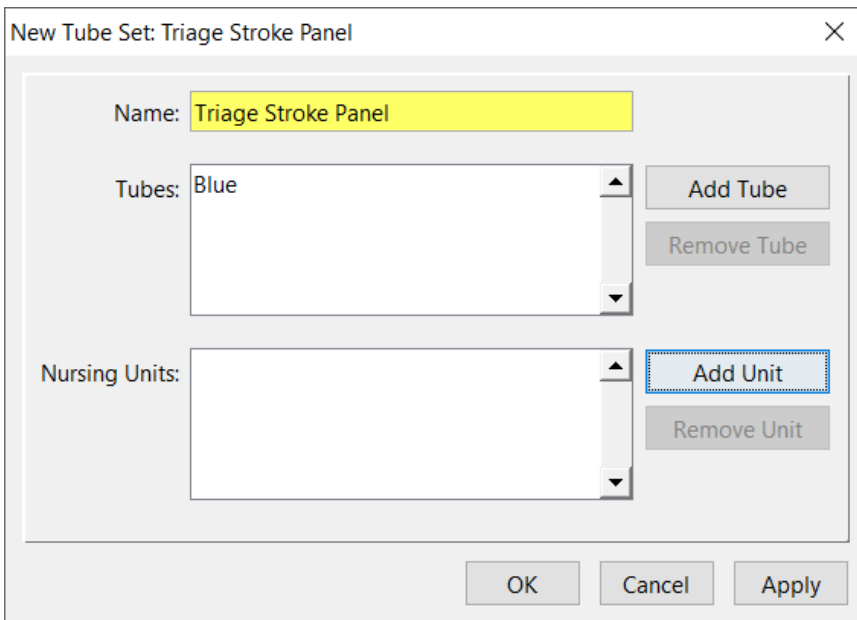 New Tube Set: Triage Stroke Panel
Name: Triage Stroke Panel
Tubes: Blue
Add Tube
Remove Tube
Nursing Units:
Add Unit
Remove Unit
OK Cancel Apply